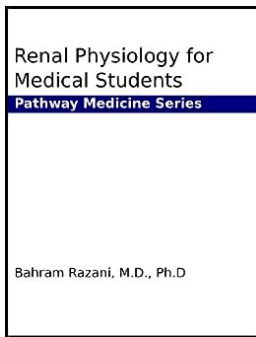 Renal Physiology for
Medical Students
Pathway Medicine Series
Bahram Razani, M.D., Ph.D